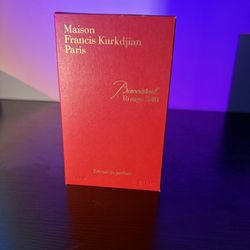 Maison
Francis Kurkdjian
Paris
Baccarat
Rouge 540
Extrait de parfum